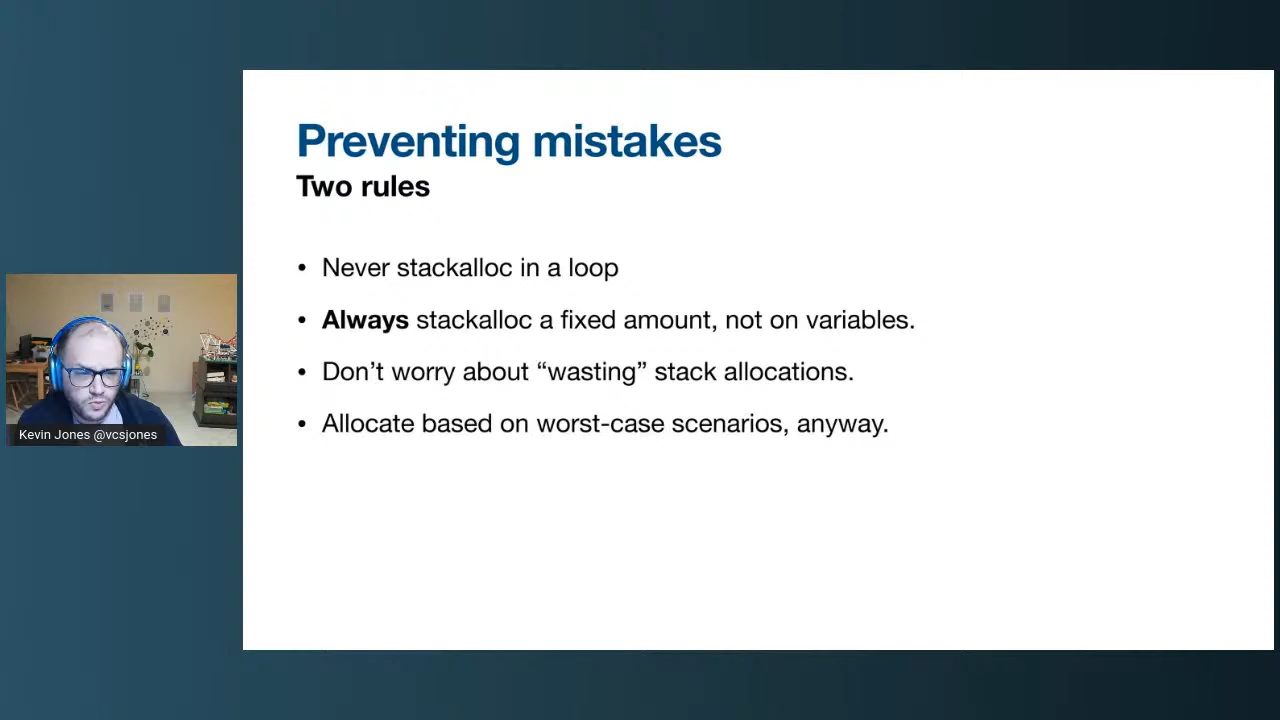 Preventing mistakes
Two rules
• Never stackalloc in a loop
• Always stackalloc a fixed amount, not on variables.
• Don’t worry about “wasting” stack allocations.
• Allocate based on worst-case scenarios, anyway.
Kevin Jones @vcsjones